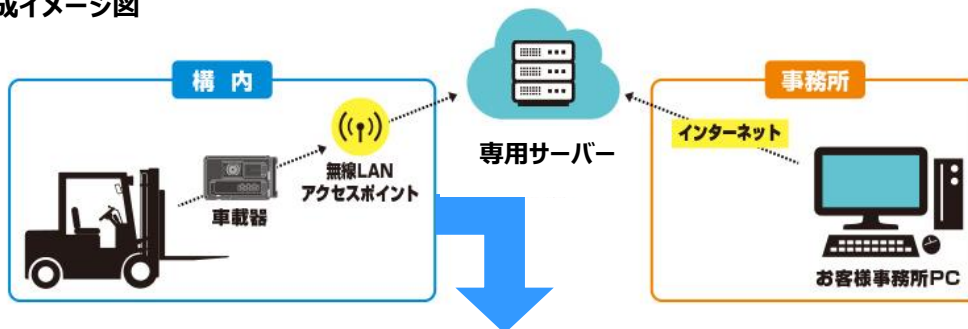 成イメージ図
構内
事務所
インターネット
専用サーバー
無線LAN
アクセスポイント
車載器
お客様事務所PC